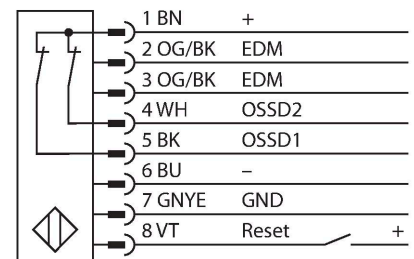 1 BN +
2 OG/BK EDM
3 OG/BK EDM
4 WH OSSD2
5 BK OSSD1
6 BU –
7 GNYE GND
8 VT Reset +